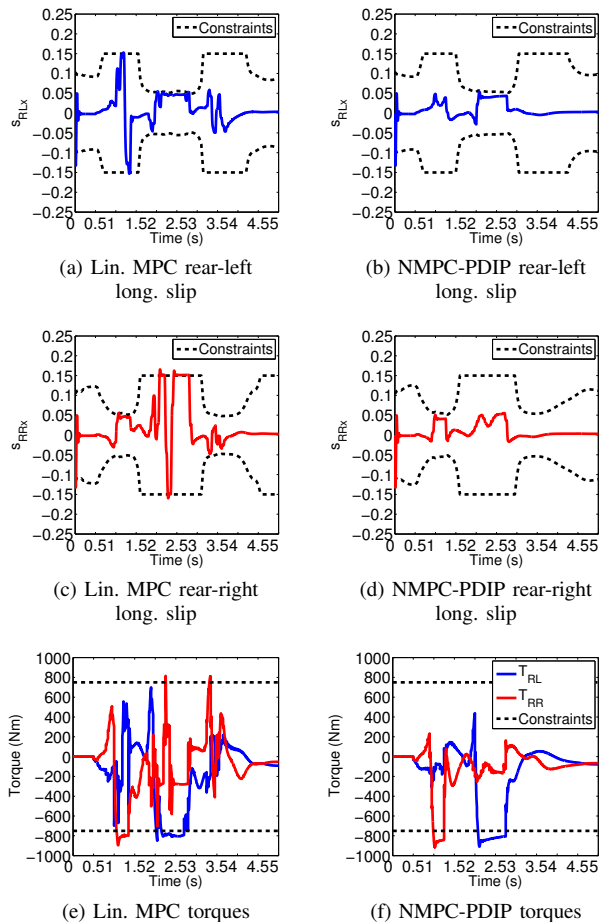 Constraints
0.25
0.2
0.15
0.1
0.05
0
−0.05
−0.1
−0.15
−0.2
−0.25
s_RLx
0 0.51 1.52 2.53 3.54 4.55
Time (s)
(a) Lin. MPC rear-left
long. slip
Constraints
0.25
0.2
0.15
0.1
0.05
0
−0.05
−0.1
−0.15
−0.2
−0.25
s_RLx
0 0.51 1.52 2.53 3.54 4.55
Time (s)
(b) NMPC-PDIP rear-left
long. slip
Constraints
0.25
0.2
0.15
0.1
0.05
0
−0.05
−0.1
−0.15
−0.2
−0.25
s_RRx
0 0.51 1.52 2.53 3.54 4.55
Time (s)
(c) Lin. MPC rear-right
long. slip
Constraints
0.25
0.2
0.15
0.1
0.05
0
−0.05
−0.1
−0.15
−0.2
−0.25
s_RRx
0 0.51 1.52 2.53 3.54 4.55
Time (s)
(d) NMPC-PDIP rear-right
long. slip
1000
800
600
400
200
0
−200
−400
−600
−800
−1000
Torque (Nm)
0 0.51 1.52 2.53 3.54 4.55
Time (s)
(e) Lin. MPC torques
T_RL
T_RR
Constraints
1000
800
600
400
200
0
−200
−400
−600
−800
−1000
Torque (Nm)
0 0.51 1.52 2.53 3.54 4.55
Time (s)
(f) NMPC-PDIP torques